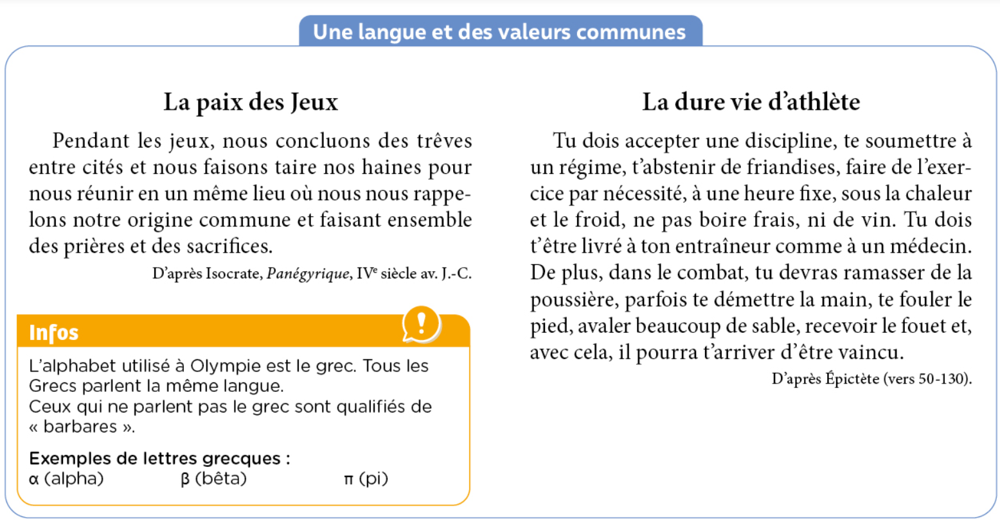 Une langue et des valeurs communes
La paix des Jeux
Pendant les jeux, nous concluons des trêves
entre cités et nous faisons taire nos haines pour
nous réunir en un même lieu où nous nous rappe-
lons notre origine commune et faisant ensemble
des prières et des sacrifices.
D'après Isocrate, Panégyrique, IVe siècle av. J.-C.
Infos
!
L'alphabet utilisé à Olympie est le grec. Tous les
Grecs parlent la même langue.
Ceux qui ne parlent pas le grec sont qualifiés de
« barbares ».
Exemples de lettres grecques :
α (alpha) β (bêta) π (pi)
La dure vie d'athlète
Tu dois accepter une discipline, te soumettre à
un régime, t'abstenir de friandises, faire de l'exer-
cice par nécessité, à une heure fixe, sous la chaleur
et le froid, ne pas boire frais, ni de vin. Tu dois
t'être livré à ton entraîneur comme à un médecin.
De plus, dans le combat, tu devras ramasser de la
poussière, parfois te démettre la main, te fouler le
pied, avaler beaucoup de sable, recevoir le fouet et,
avec cela, il pourra t'arriver d'être vaincu.
D'après Épictète (vers 50-130).